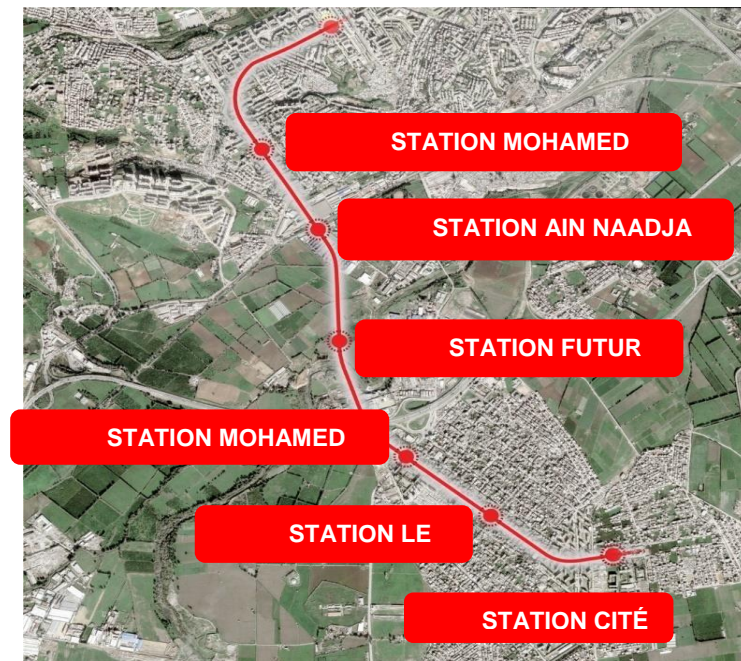 STATION MOHAMED
STATION AIN NAADJA
STATION FUTUR
STATION MOHAMED
STATION LE
STATION CITÉ